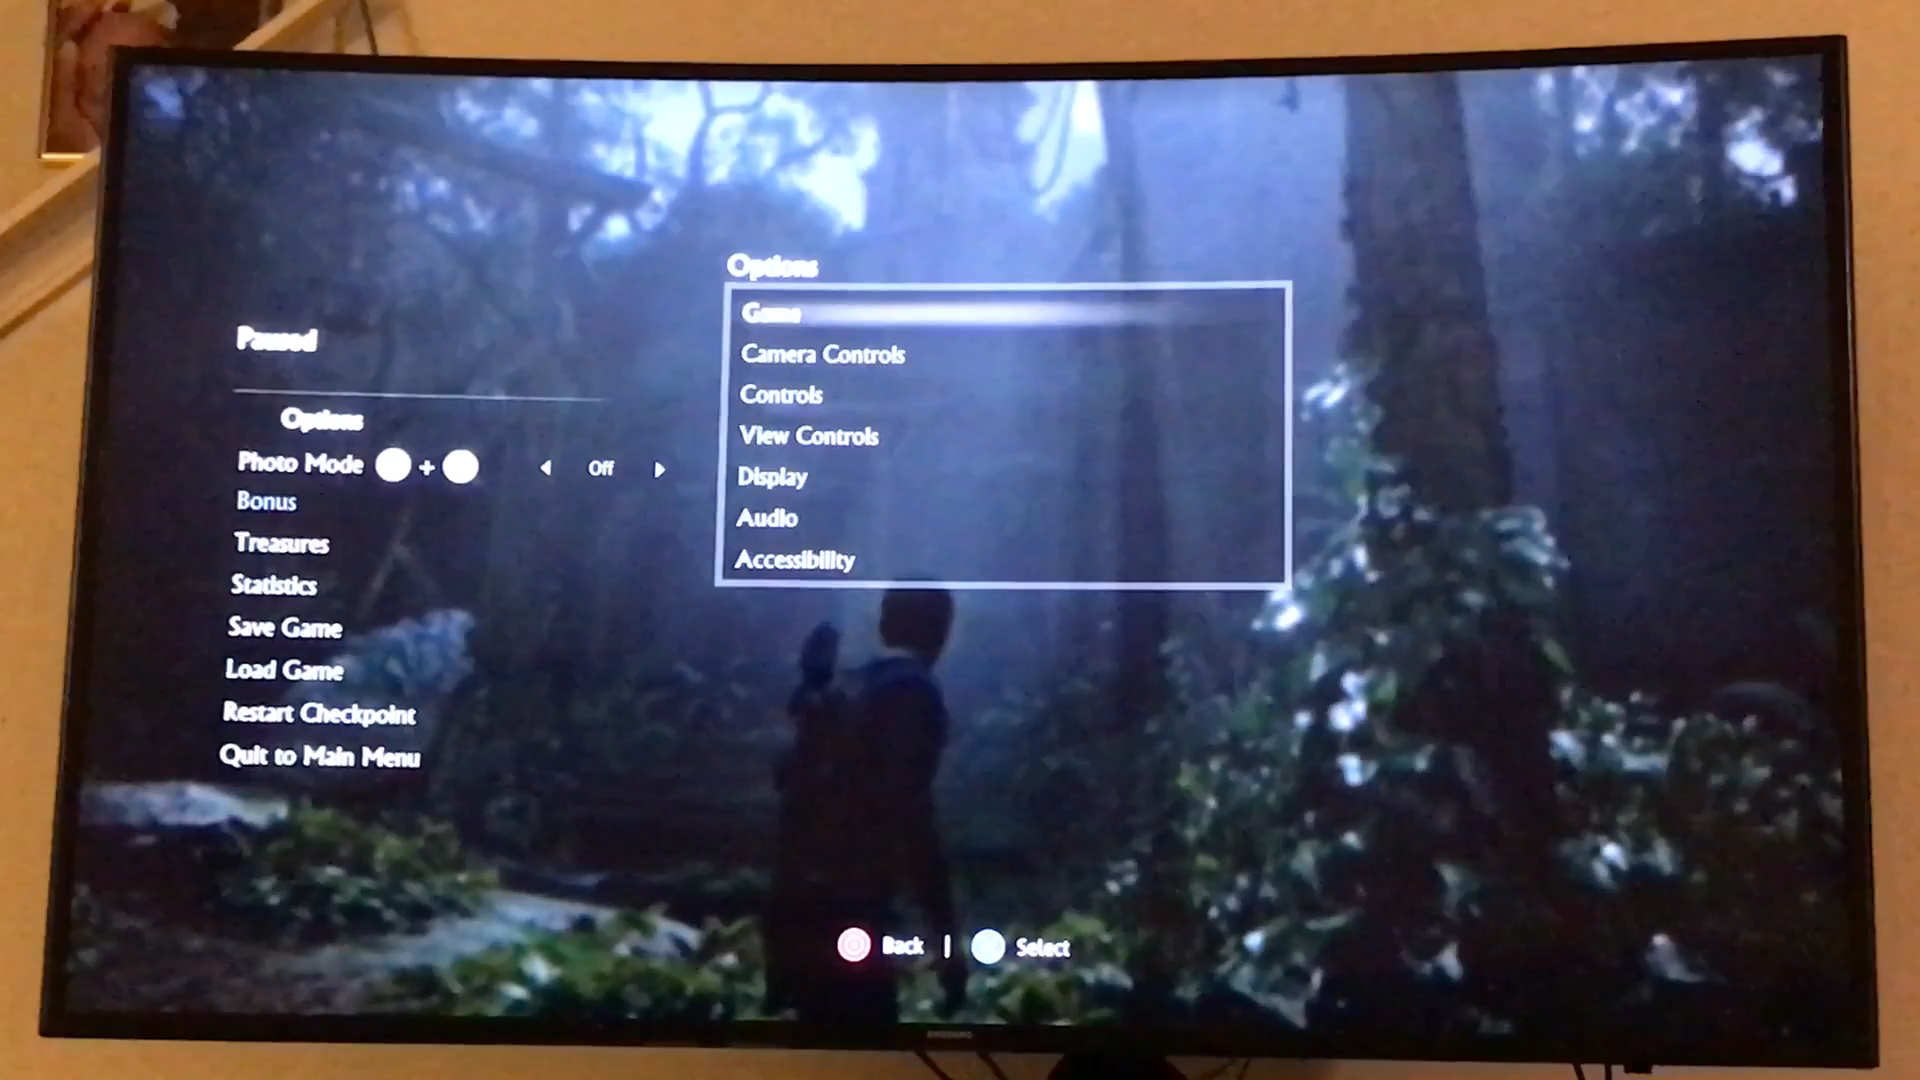 Paused
Options
Photo Mode + Off
Bonus
Treasures
Statistics
Save Game
Load Game
Restart Checkpoint
Quit to Main Menu
Options
Game
Camera Controls
Controls
View Controls
Display
Audio
Accessibility
Back | Select
SAMSUNG